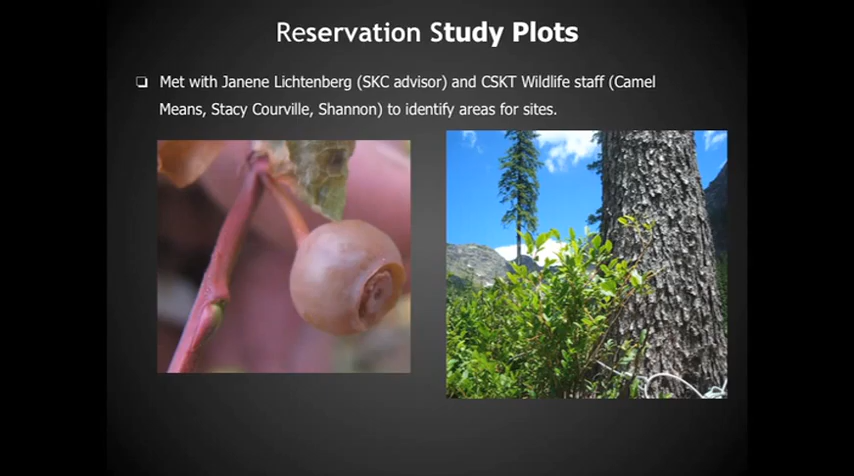 Reservation Study Plots
❑ Met with Janene Lichtenberg (SKC advisor) and CSKT Wildlife staff (Camel
Means, Stacy Courville, Shannon) to identify areas for sites.